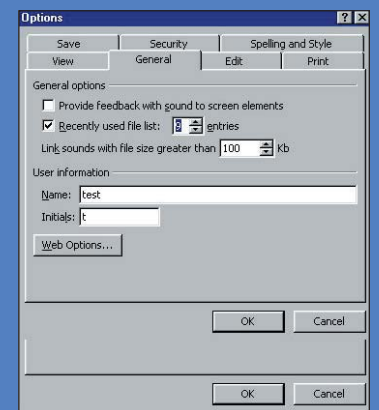 Options
Save Security Spelling and Style
View General Edit Print
General options
Provide feedback with sound to screen elements
Recently used file list: entries
Link sounds with file size greater than 100 Kb
User information
Name: test
Initials: t
Web Options...
OK Cancel
OK Cancel